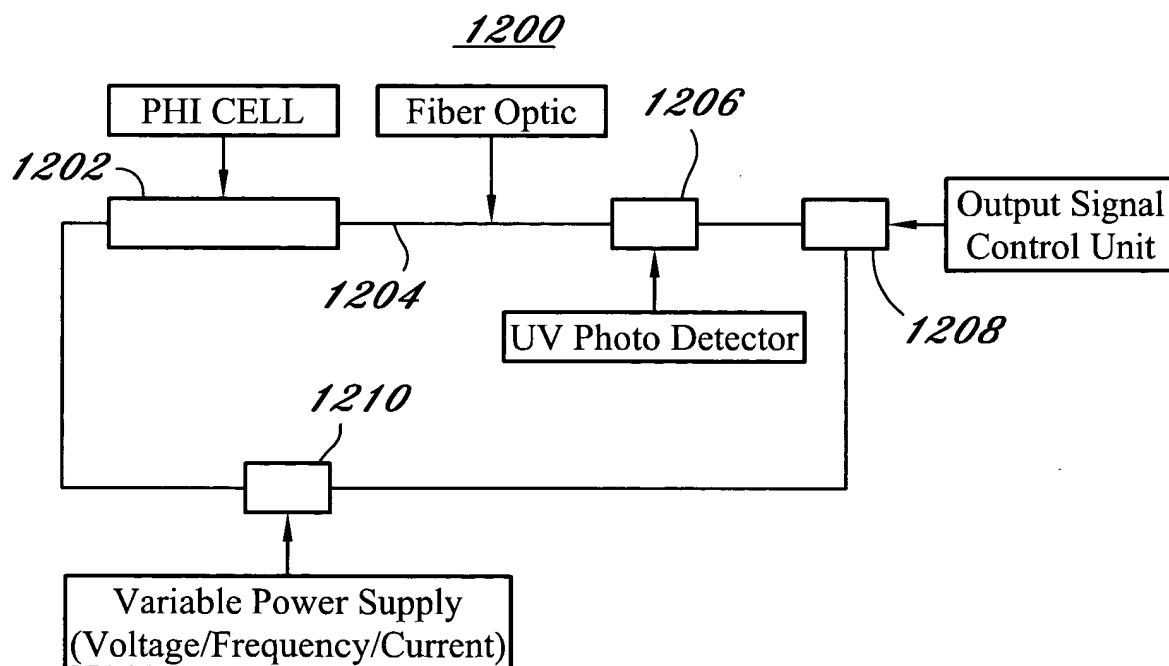 1200
PHI CELL
Fiber Optic
1206
1202
Output Signal
Control Unit
1204
UV Photo Detector
1208
1210
Variable Power Supply
(Voltage/Frequency/Current)